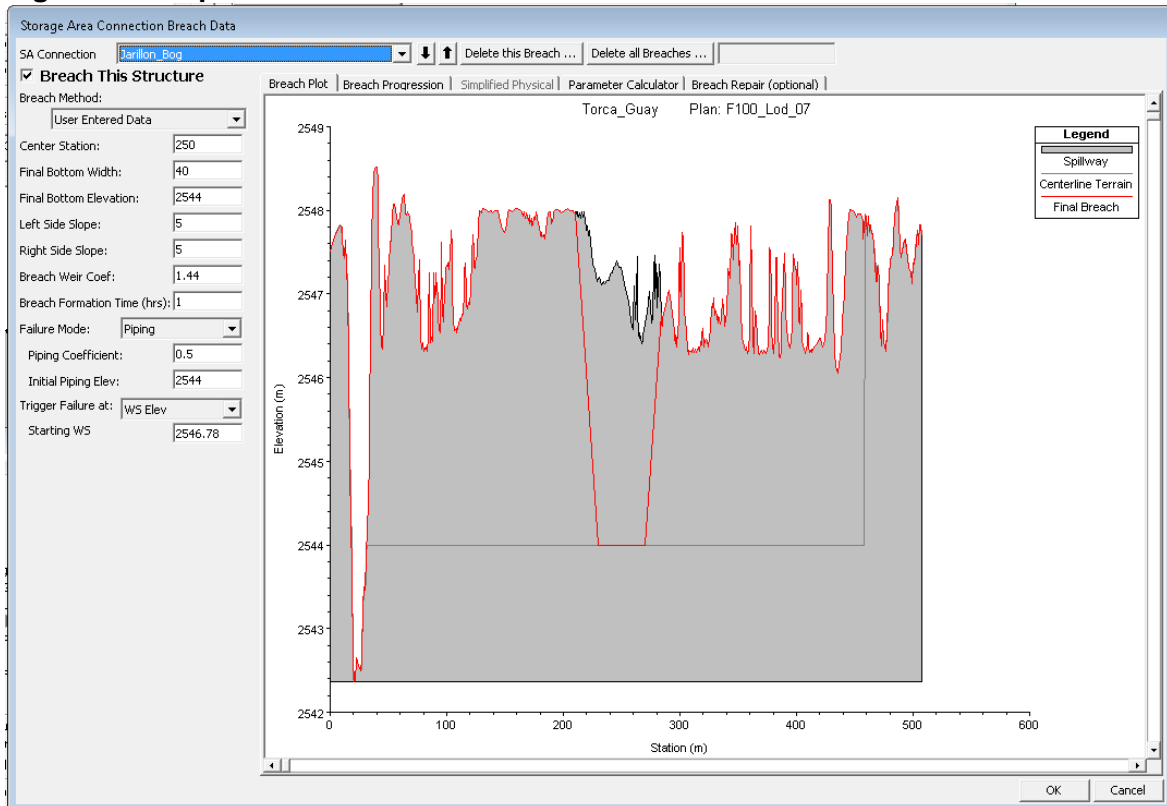 Storage Area Connection Breach Data
SA Connection Jarillon_Bog Delete this Breach ... Delete all Breaches ...
Breach This Structure
Breach Plot Breach Progression Simplified Physical Parameter Calculator Breach Repair (optional)
Breach Method:
User Entered Data
Center Station: 250
Final Bottom Width: 40
Final Bottom Elevation: 2544
Left Side Slope: 5
Right Side Slope: 5
Breach Weir Coef: 1.44
Breach Formation Time (hrs): 1
Failure Mode: Piping
Piping Coefficient: 0.5
Initial Piping Elev: 2544
Trigger Failure at: WS Elev
Starting WS 2546.78
Torca_Guay Plan: F100_Lod_07
Legend
Spillway
Centerline Terrain
Final Breach
2549
2548
2547
2546
2545
2544
2543
2542
Elevation (m)
0 100 200 300 400 500 600
Station (m)
OK Cancel